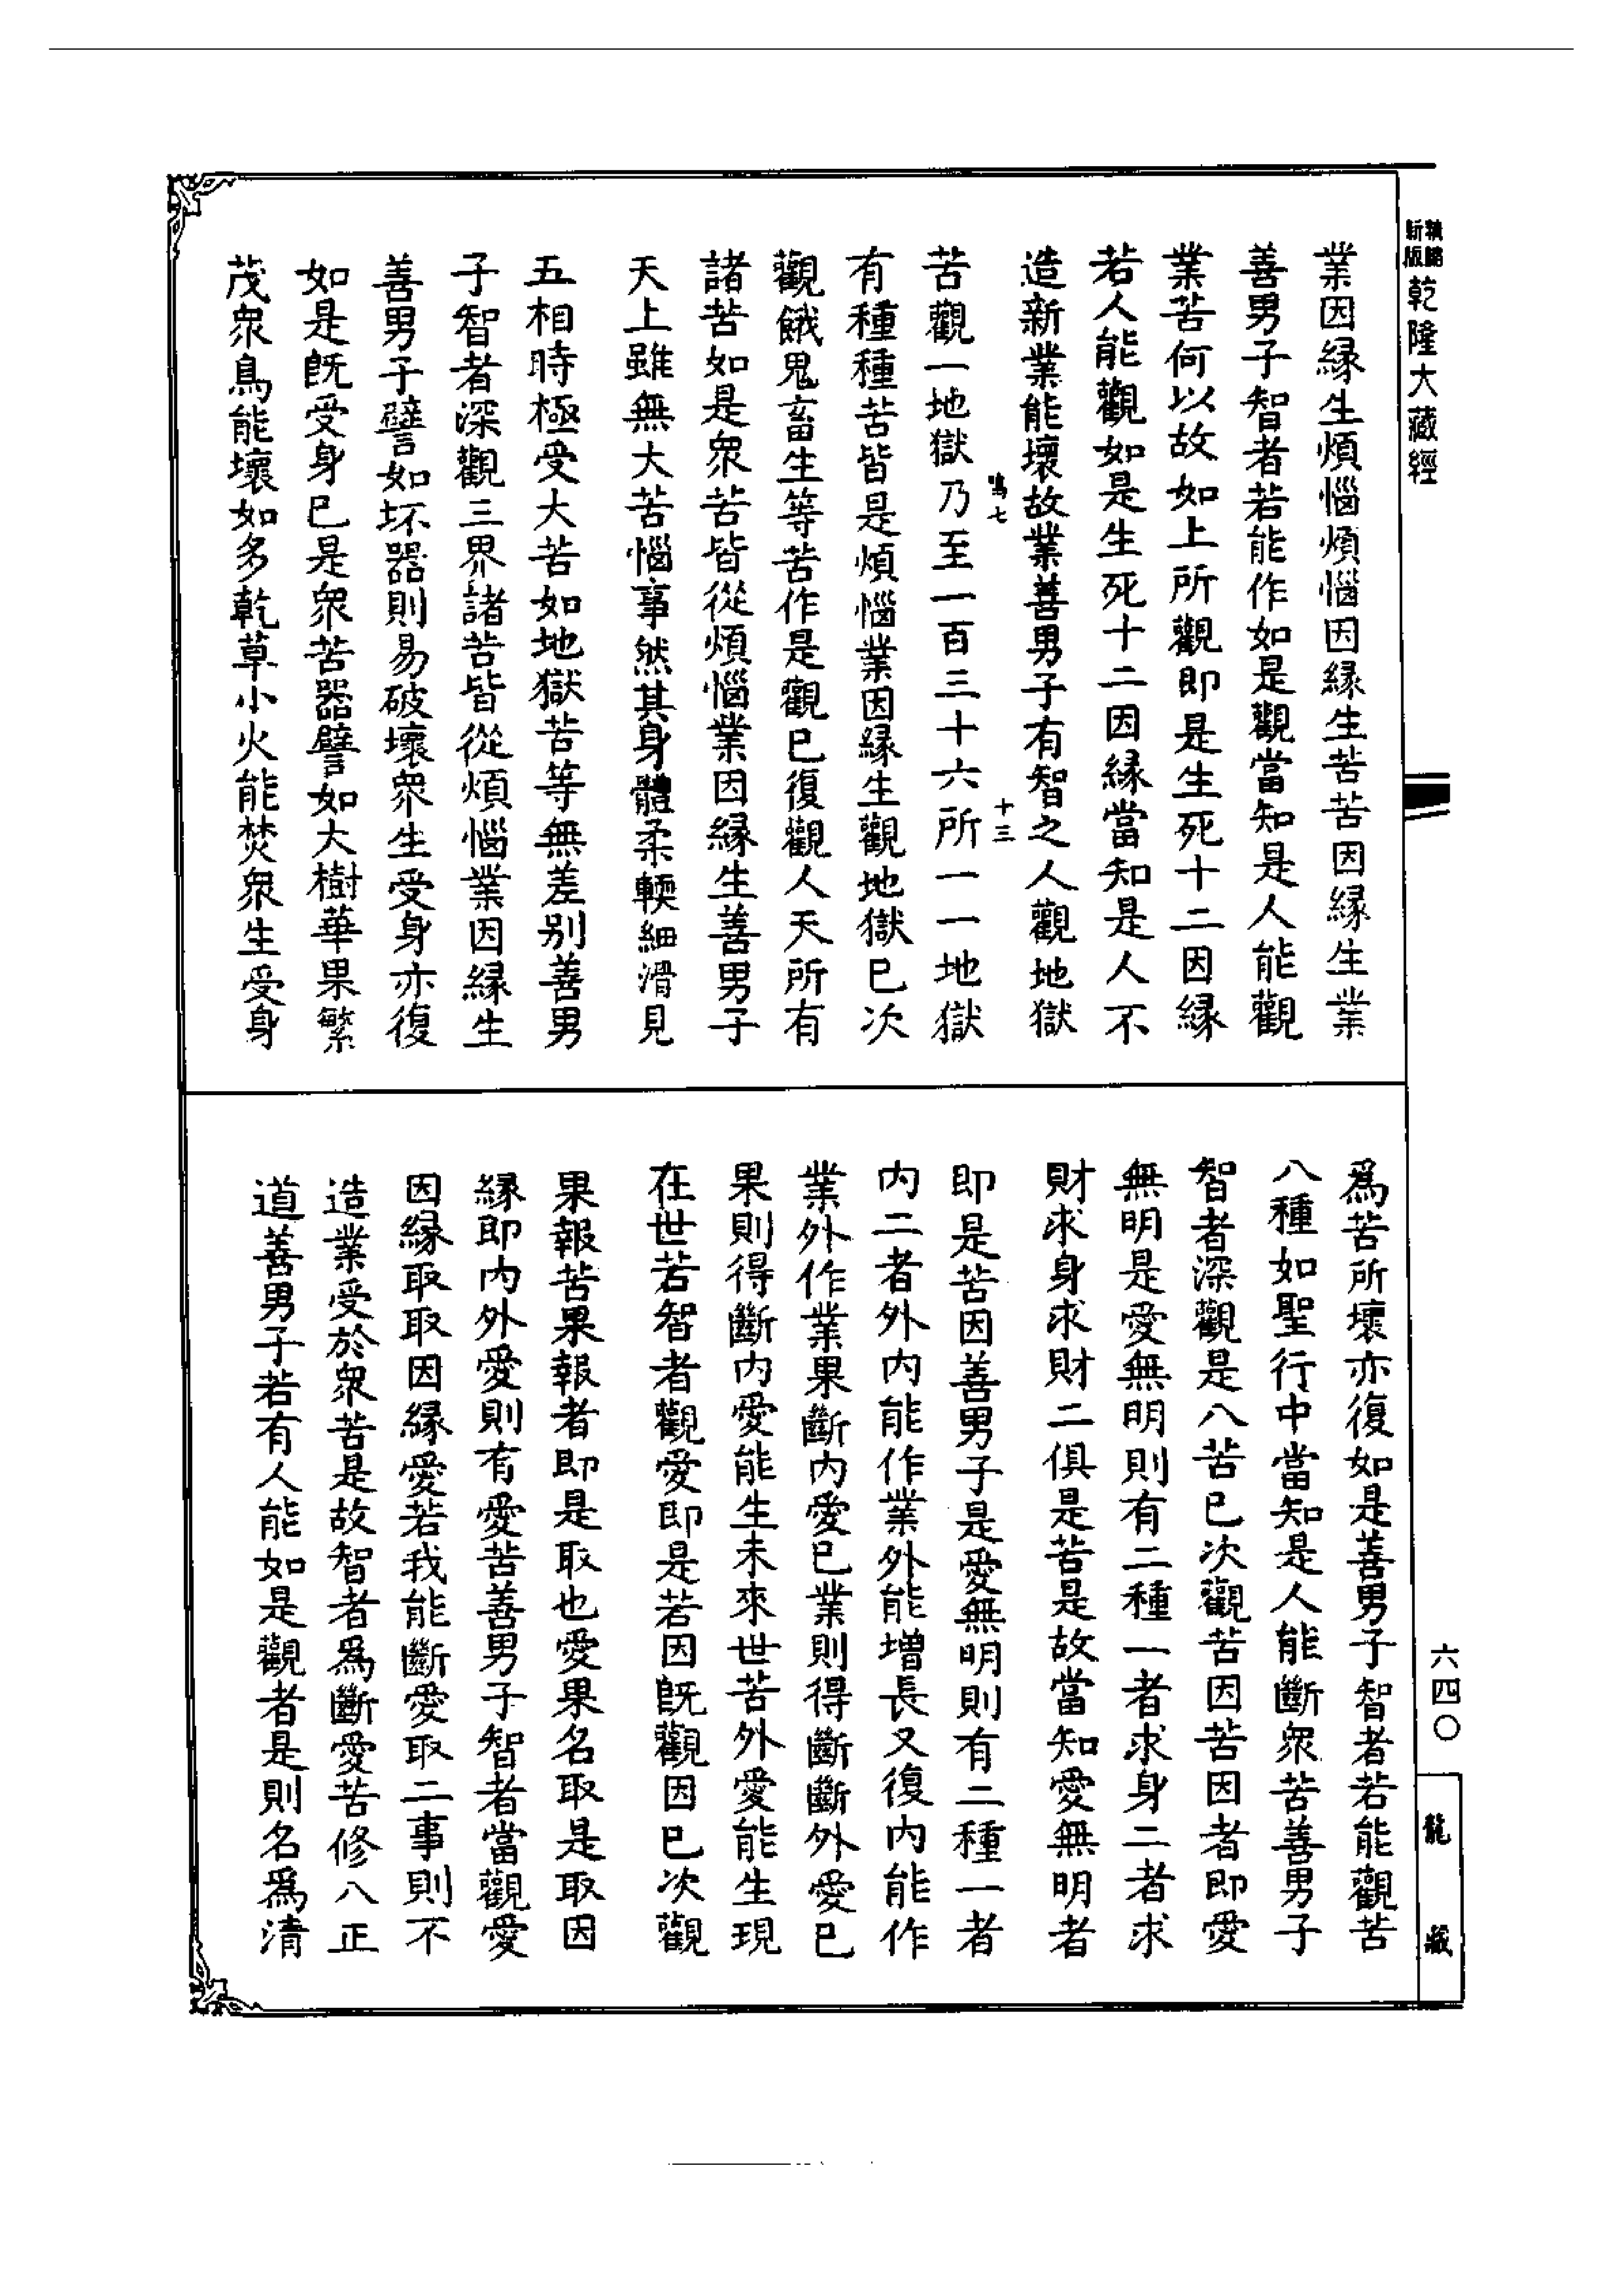 新版
乾隆大藏經
業因緣生煩惱煩惱因緣生苦苦因緣生業
善男子智者若能作如是觀當知是人能觀
業苦何以故如上所觀即是生死十二因緣
若人能觀如是生死十二因緣當知是人不
造新業能壞故業善男子有智之人觀地獄
鳴七
十三
苦觀一地獄乃至一百三十六所一一地獄
有種種苦皆是煩惱業因緣生觀地獄已次
觀餓鬼畜生等苦作是觀已復觀人天所有
諸苦如是眾苦皆從煩惱業因緣生善男子
天上雖無大苦惱事然其身體柔輭細滑見
五相時極受大苦如地獄苦等無差別善男
子智者深觀三界諸苦皆從煩惱業因緣生
善男子譬如坏器則易破壞眾生受身亦復
如是旣受身已是眾苦器譬如大樹華果繁
茂眾鳥能壞如多乾草小火能焚眾生受身
爲苦所壞亦復如是善男子智者若能觀苦
八種如聖行中當知是人能斷眾苦善男子
智者深觀是八苦已次觀苦因苦因者即愛
無明是愛無明則有二種一者求身二者求
財求身求財二俱是苦是故當知愛無明者
即是苦因善男子是愛無明則有二種一者
內二者外內能作業外能增長又復內能作
業外作業果斷內愛已業則得斷斷外愛已
果則得斷內愛能生未來世苦外愛能生現
在世苦智者觀愛即是苦因旣觀因已次觀
果報苦果報者即是取也愛果名取是取因
緣即內外愛則有愛苦善男子智者當觀愛
因緣取取因緣愛若我能斷愛取二事則不
造業受於眾苦是故智者爲斷愛苦修八正
道善男子若有人能如是觀者是則名爲清
六四〇
龍藏